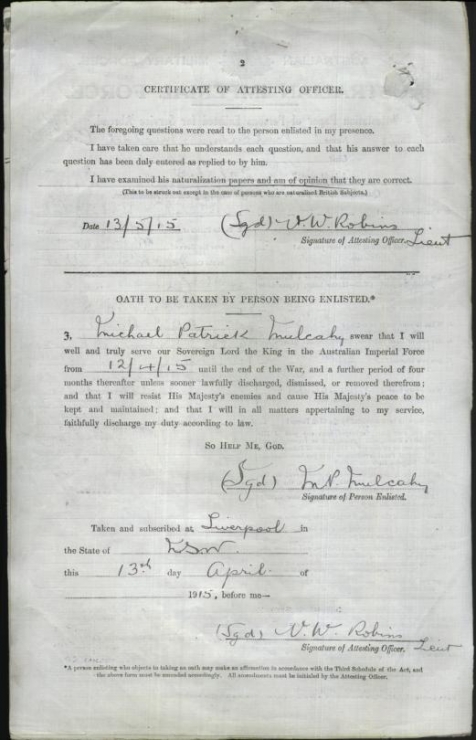 2
CERTIFICATE OF ATTESTING OFFICER.
The foregoing questions were read to the person enlisted in my presence.
I have taken care that he understands each question, and that his answer to each
question has been duly entered as replied to by him.
I have examined his naturalization papers and am of opinion that they are correct.
(This to be struck out except in the case of persons who are naturalized British Subjects.)
Date 13/5/15 (Sgd) V. W. Robins
Signature of Attesting Officer. Lieut
OATH TO BE TAKEN BY PERSON BEING ENLISTED.*
I, Michael Patrick Mulcahy swear that I will
well and truly serve our Sovereign Lord the King in the Australian Imperial Force
from 12/4/15 until the end of the War, and a further period of four
months thereafter unless sooner lawfully discharged, dismissed, or removed therefrom;
and that I will resist His Majesty's enemies and cause His Majesty's peace to be
kept and maintained; and that I will in all matters appertaining to my service,
faithfully discharge my duty according to law.
SO HELP ME, GOD.
(Sgd) M.P. Mulcahy
Signature of Person Enlisted.
Taken and subscribed at Liverpool in
the State of NSW.
this 13th day April of
1915, before me—
(Sgd) V. W. Robins
Signature of Attesting Officer. Lieut
*A person enlisting who objects to taking an oath may make an affirmation in accordance with the Third Schedule of the Act, and
the above form must be amended accordingly. All amendments must be initialed by the Attesting Officer.